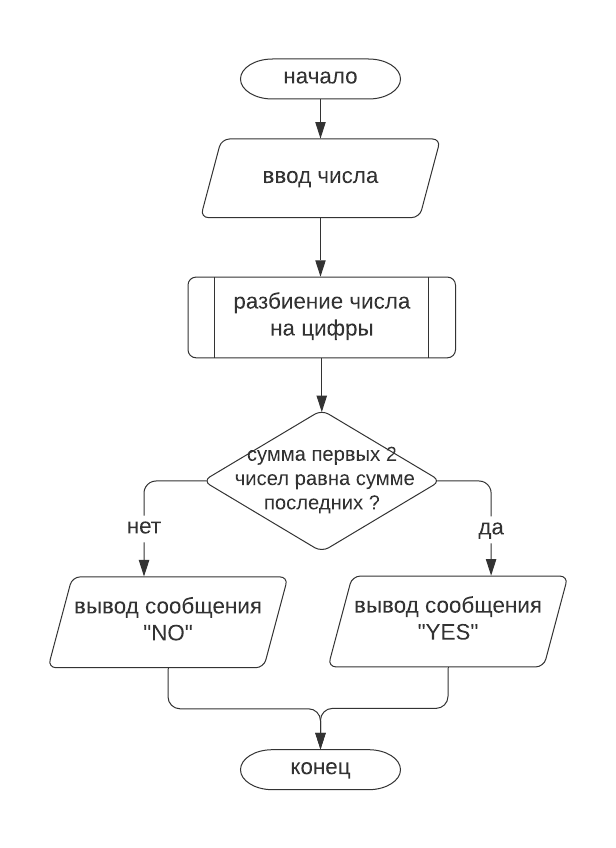 начало
ввод числа
разбиение числа
на цифры
сумма первых 2
чисел равна сумме
последних ?
нет
да
вывод сообщения
"NO"
вывод сообщения
"YES"
конец